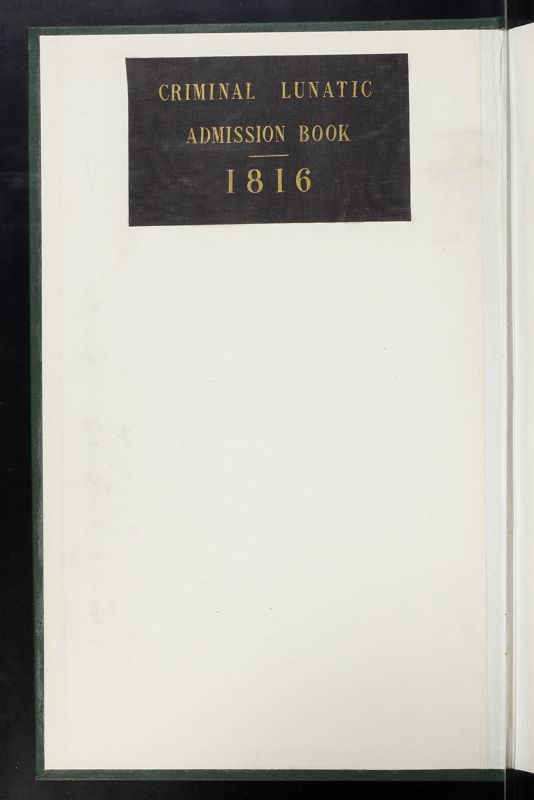 CRIMINAL LUNATIC
ADMISSION BOOK
1816